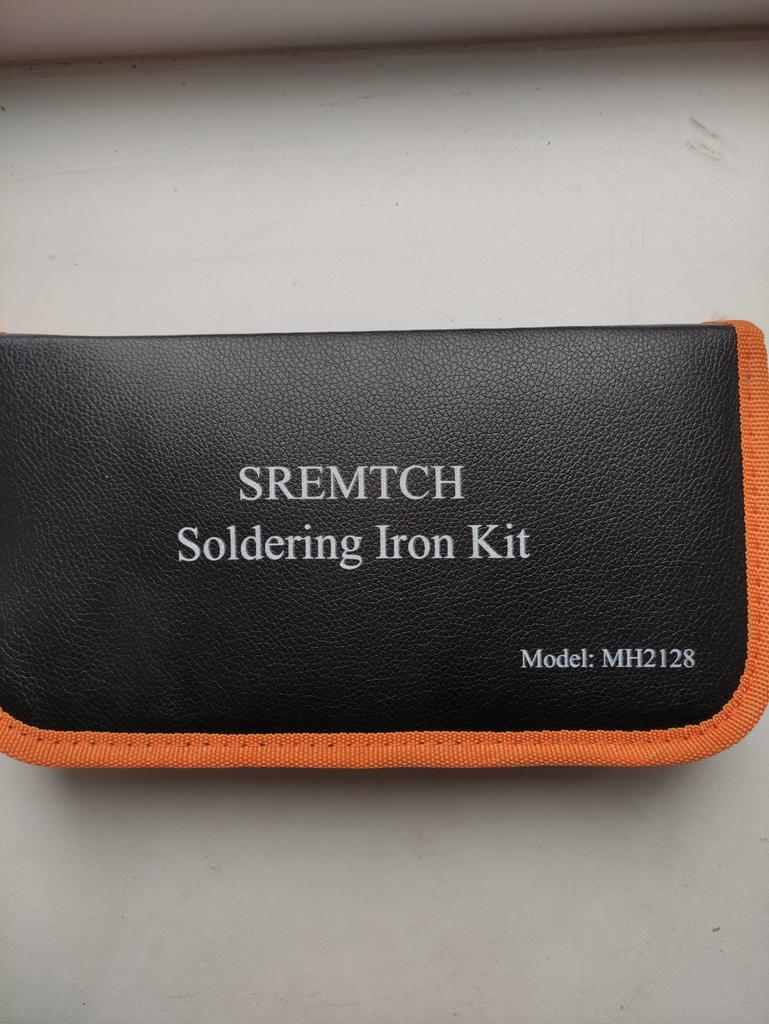 SREMTCH
Soldering Iron Kit
Model: MH2128